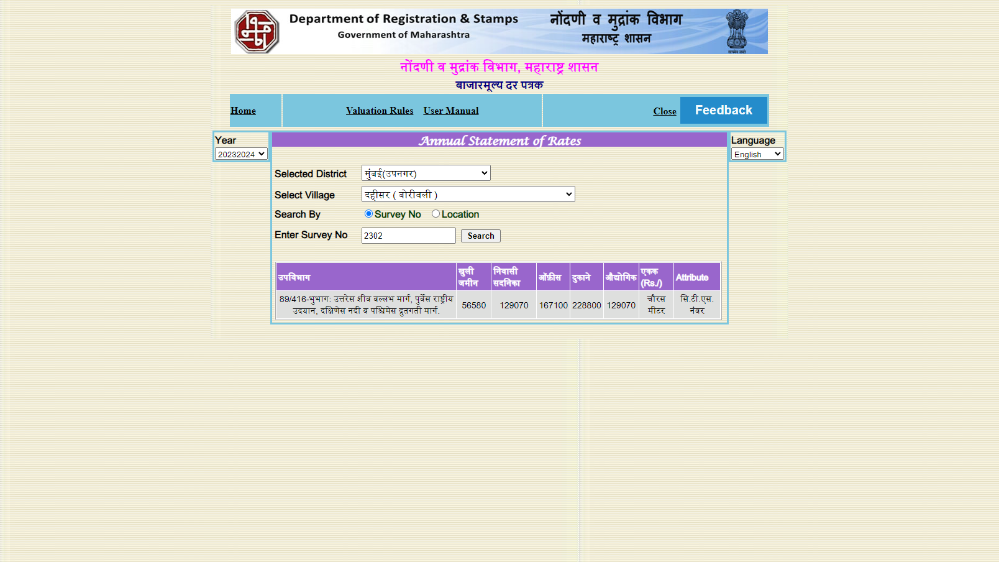 Department of Registration & Stamps
Government of Maharashtra
नोंदणी व मुद्रांक विभाग
महाराष्ट्र शासन
सत्यमेव जयते
नोंदणी व मुद्रांक विभाग, महाराष्ट्र शासन
बाजारमूल्य दर पत्रक
Home Valuation Rules User Manual Close Feedback
Year
20232024
Annual Statement of Rates
Language
English
Selected District मुंबई(उपनगर)
Select Village दहीसर ( बोरीवली )
Search By Survey No Location
Enter Survey No 2302 Search
उपविभाग खुली जमीन निवासी सदनिका ऑफ़ीस दुकाने औद्योगिक एकक (Rs./) Attribute
89/416-भुभाग: उत्तरेस शीव वल्लभ मार्ग, पुर्वेस राष्ट्रीय उदयान, दक्षिणेस नदी व पश्चिमेस द्रुतगती मार्ग. 56580 129070 167100 228800 129070 चौरस मीटर सि.टी.एस. नंबर